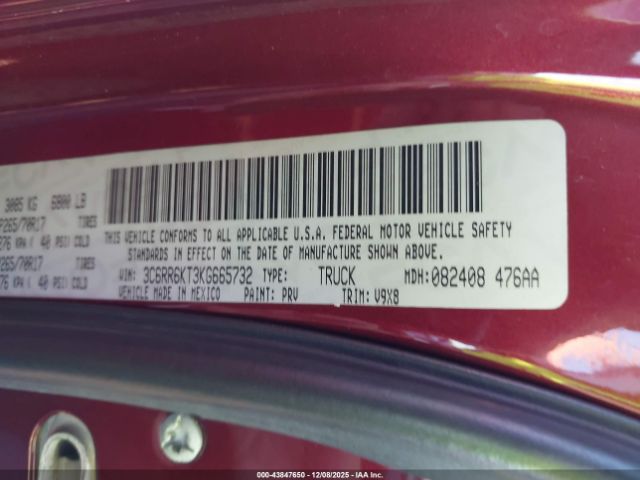 3085 KG 6800 LB
P265/70R17 TIRES
276 KPA( 40 PSI) COLD
265/70R17 TIRES
276 KPA( 40 PSI) COLD
THIS VEHICLE CONFORMS TO ALL APPLICABLE U.S.A. FEDERAL MOTOR VEHICLE SAFETY
STANDARDS IN EFFECT ON THE DATE OF MANUFACTURE SHOWN ABOVE.
VIN: 3C6RR6KT3KG665732 TYPE: TRUCK MDH:082408 476AA
VEHICLE MADE IN MEXICO PAINT: PRV TRIM: V9X8
000-43847650 | 12/08/2025 - IAA Inc.